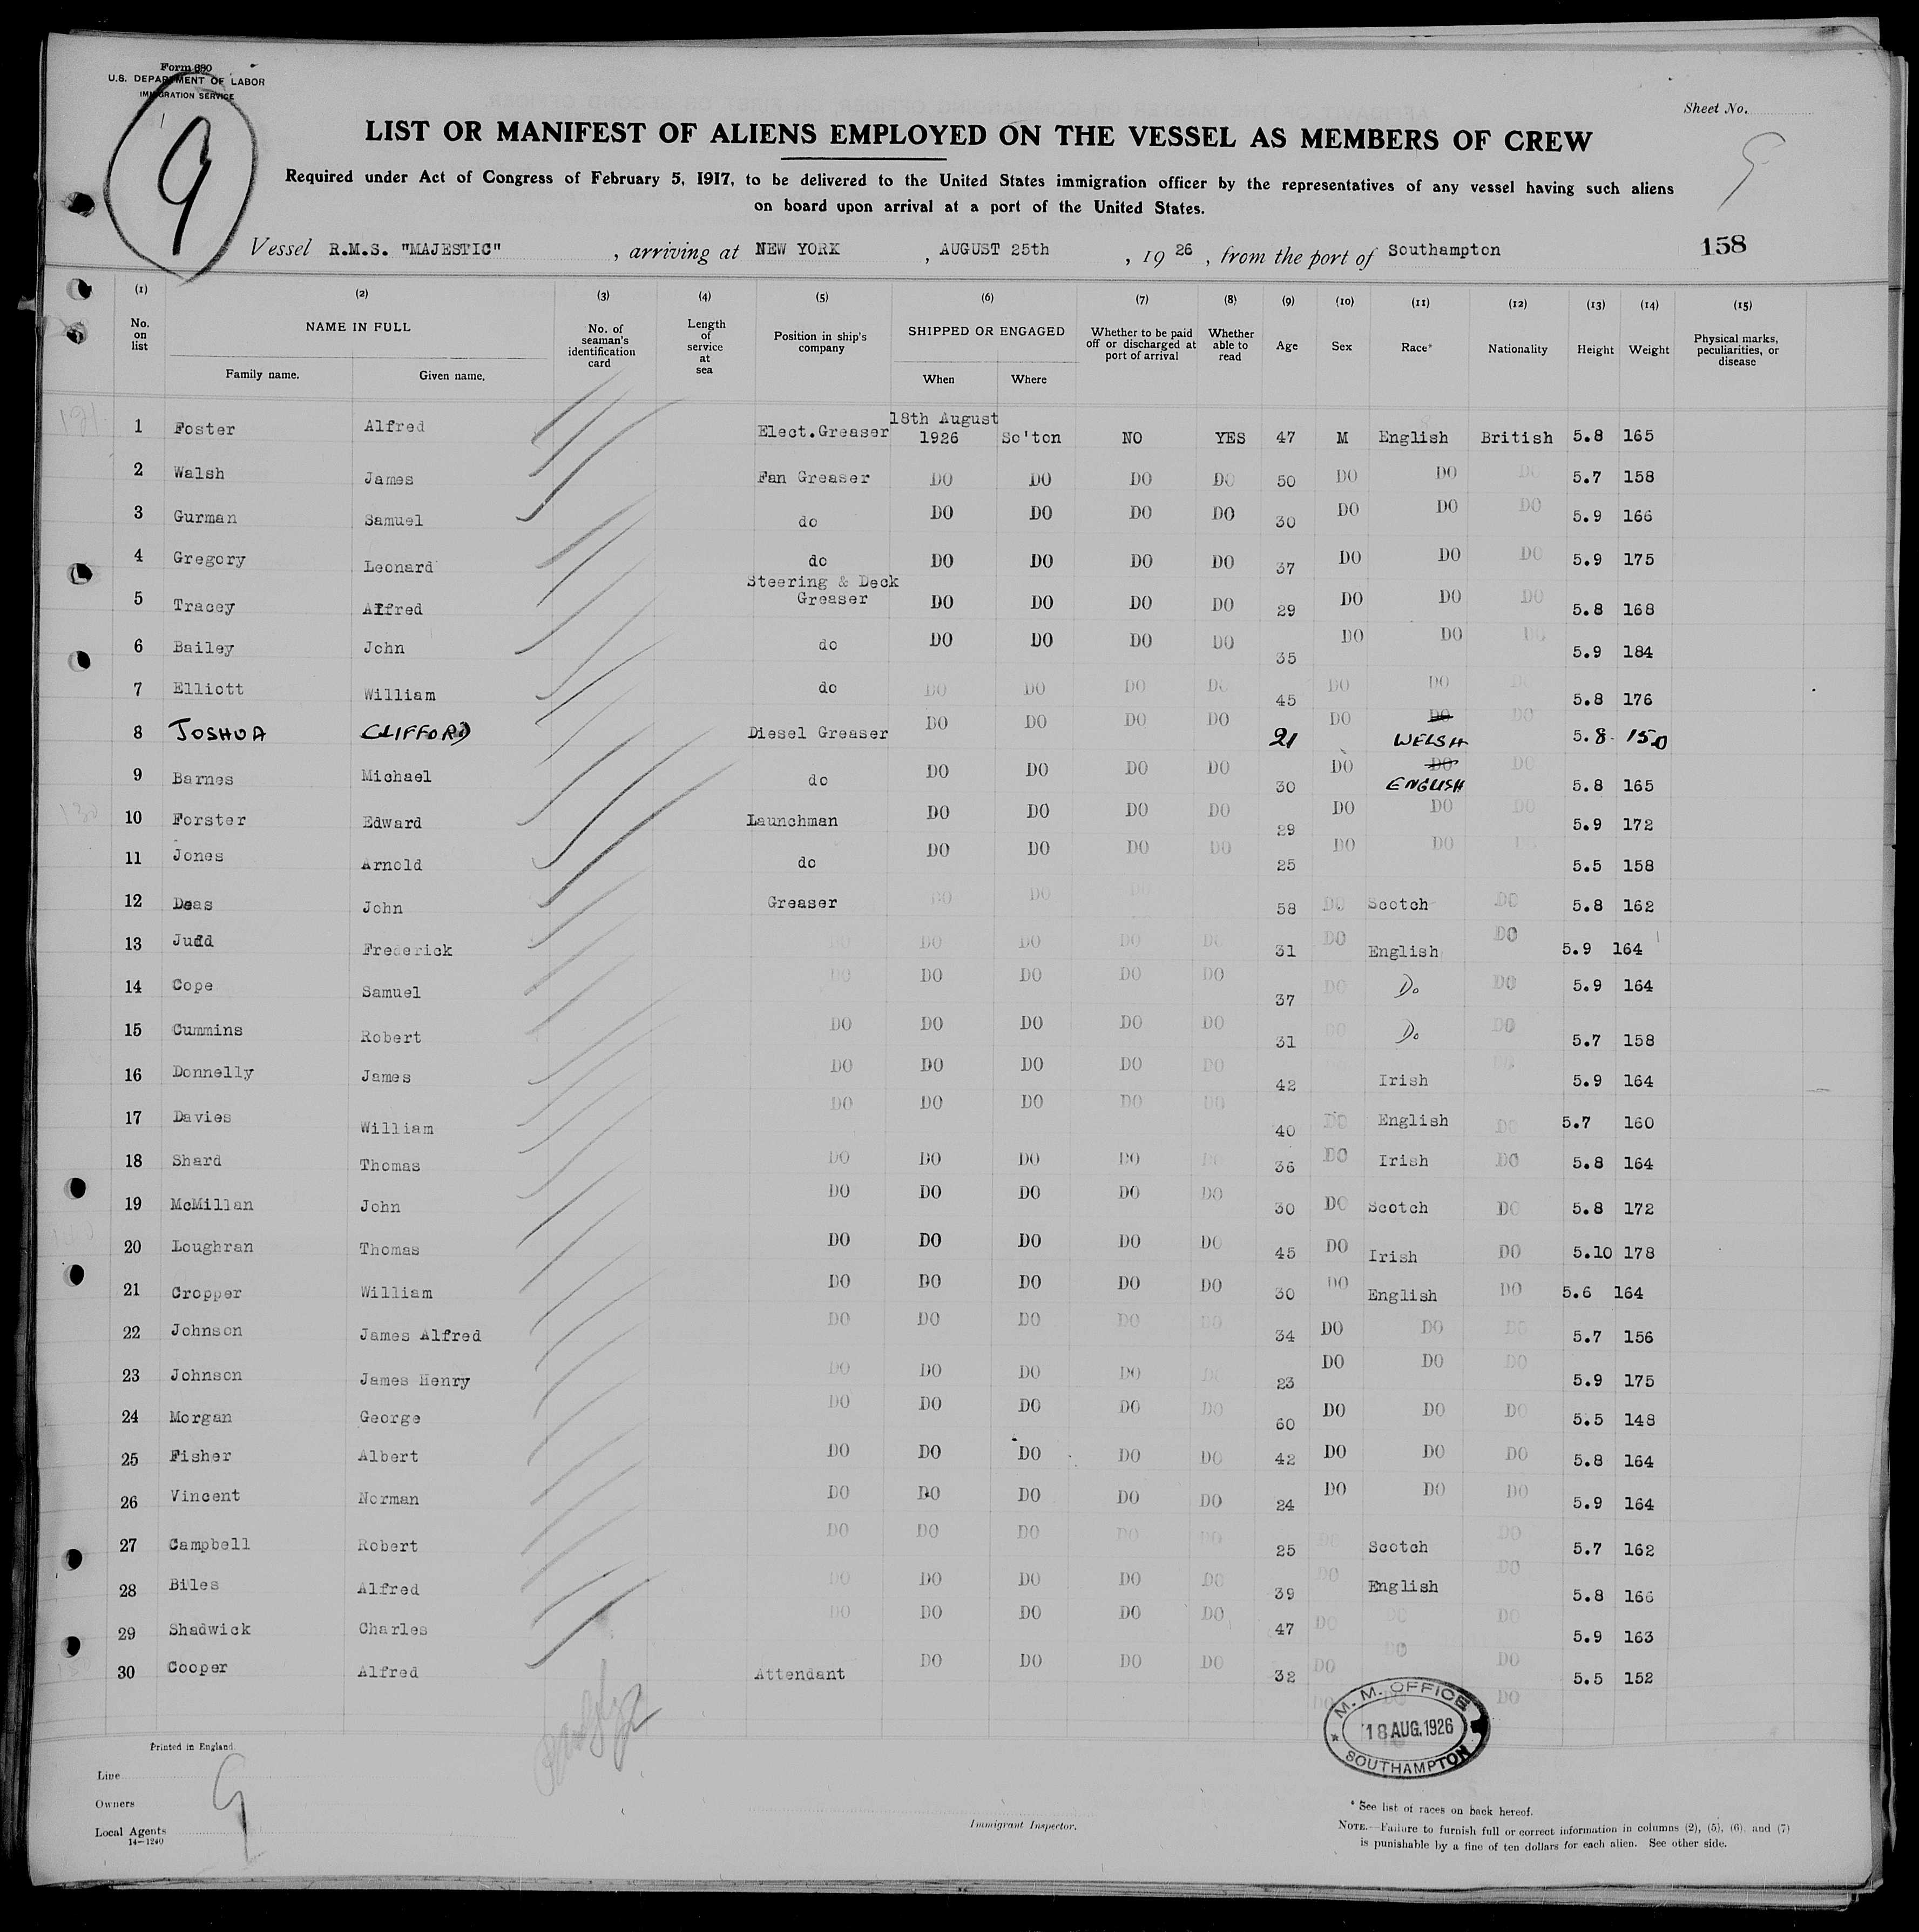 Form 680
U.S. DEPARTMENT OF LABOR
IMMIGRATION SERVICE
9
Sheet No.
9
LIST OR MANIFEST OF ALIENS EMPLOYED ON THE VESSEL AS MEMBERS OF CREW
Required under Act of Congress of February 5, 1917, to be delivered to the United States immigration officer by the representatives of any vessel having such aliens
on board upon arrival at a port of the United States.
Vessel R.M.S. "MAJESTIC", arriving at NEW YORK, AUGUST 25th, 19 26, from the port of Southampton 158
(1) (2) (3) (4) (5) (6) (7) (8) (9) (10) (11) (12) (13) (14) (15)
No. on list NAME IN FULL Family name. Given name. No. of seaman's identification card Length of service at sea Position in ship's company SHIPPED OR ENGAGED When Where Whether to be paid off or discharged at port of arrival Whether able to read Age Sex Race* Nationality Height Weight Physical marks, peculiarities, or disease
1 Foster Alfred Elect.Greaser 18th August 1926 So'ton NO YES 47 M English British 5.8 165
2 Walsh James Fan Greaser DO DO DO DO 50 DO DO DO 5.7 158
3 Gurman Samuel do DO DO DO DO 30 DO DO DO 5.9 166
4 Gregory Leonard do DO DO DO DO 37 DO DO DO 5.9 175
5 Tracey Alfred Steering & Deck Greaser DO DO DO DO 29 DO DO DO 5.8 168
6 Bailey John do DO DO DO DO 35 DO DO DO 5.9 184
7 Elliott William do DO DO DO DO 45 DO DO DO 5.8 176
8 JOSHUA CLIFFORD Diesel Greaser DO DO DO DO 21 DO DO WELSH DO 5.8. 150
9 Barnes Michael do DO DO DO DO 30 DO DO ENGLISH DO 5.8 165
10 Forster Edward Launchman DO DO DO DO 29 DO DO DO 5.9 172
11 Jones Arnold do DO DO DO DO 25 DO DO DO 5.5 158
12 Deas John Greaser DO DO DO 58 DO Scotch DO 5.8 162
13 Judd Frederick DO DO DO DO DO 31 DO English DO 5.9 164
14 Cope Samuel DO DO DO DO DO 37 DO Do DO 5.9 164
15 Cummins Robert DO DO DO DO DO 31 DO Do DO 5.7 158
16 Donnelly James DO DO DO DO DO 42 Irish DO 5.9 164
17 Davies William DO DO DO DO DO 40 DO English DO 5.7 160
18 Shard Thomas DO DO DO DO DO 36 DO Irish DO 5.8 164
19 McMillan John DO DO DO DO DO 30 DO Scotch DO 5.8 172
20 Loughran Thomas DO DO DO DO DO 45 DO Irish DO 5.10 178
21 Cropper William DO DO DO DO DO 30 DO English DO 5.6 164
22 Johnson James Alfred DO DO DO DO DO 34 DO DO DO 5.7 156
23 Johnson James Henry DO DO DO DO DO 23 DO DO DO 5.9 175
24 Morgan George DO DO DO DO DO 60 DO DO DO 5.5 148
25 Fisher Albert DO DO DO DO DO 42 DO DO DO 5.8 164
26 Vincent Norman DO DO DO DO DO 24 DO DO DO 5.9 164
27 Campbell Robert DO DO DO DO DO 25 DO Scotch DO 5.7 162
28 Biles Alfred DO DO DO DO DO 39 DO English DO 5.8 166
29 Shadwick Charles DO DO DO DO DO 47 DO DO DO 5.9 163
30 Cooper Alfred Attendant DO DO DO DO 32 DO DO DO 5.5 152
DO DO DO
M. M. OFFICE
18 AUG. 1926
SOUTHAMPTON
Printed in England.
Line
Owners
Local Agents
14—1240
9
Immigrant Inspector.
* See list of races on back hereof.
NOTE.—Failure to furnish full or correct information in columns (2), (5), (6), and (7)
is punishable by a fine of ten dollars for each alien. See other side.